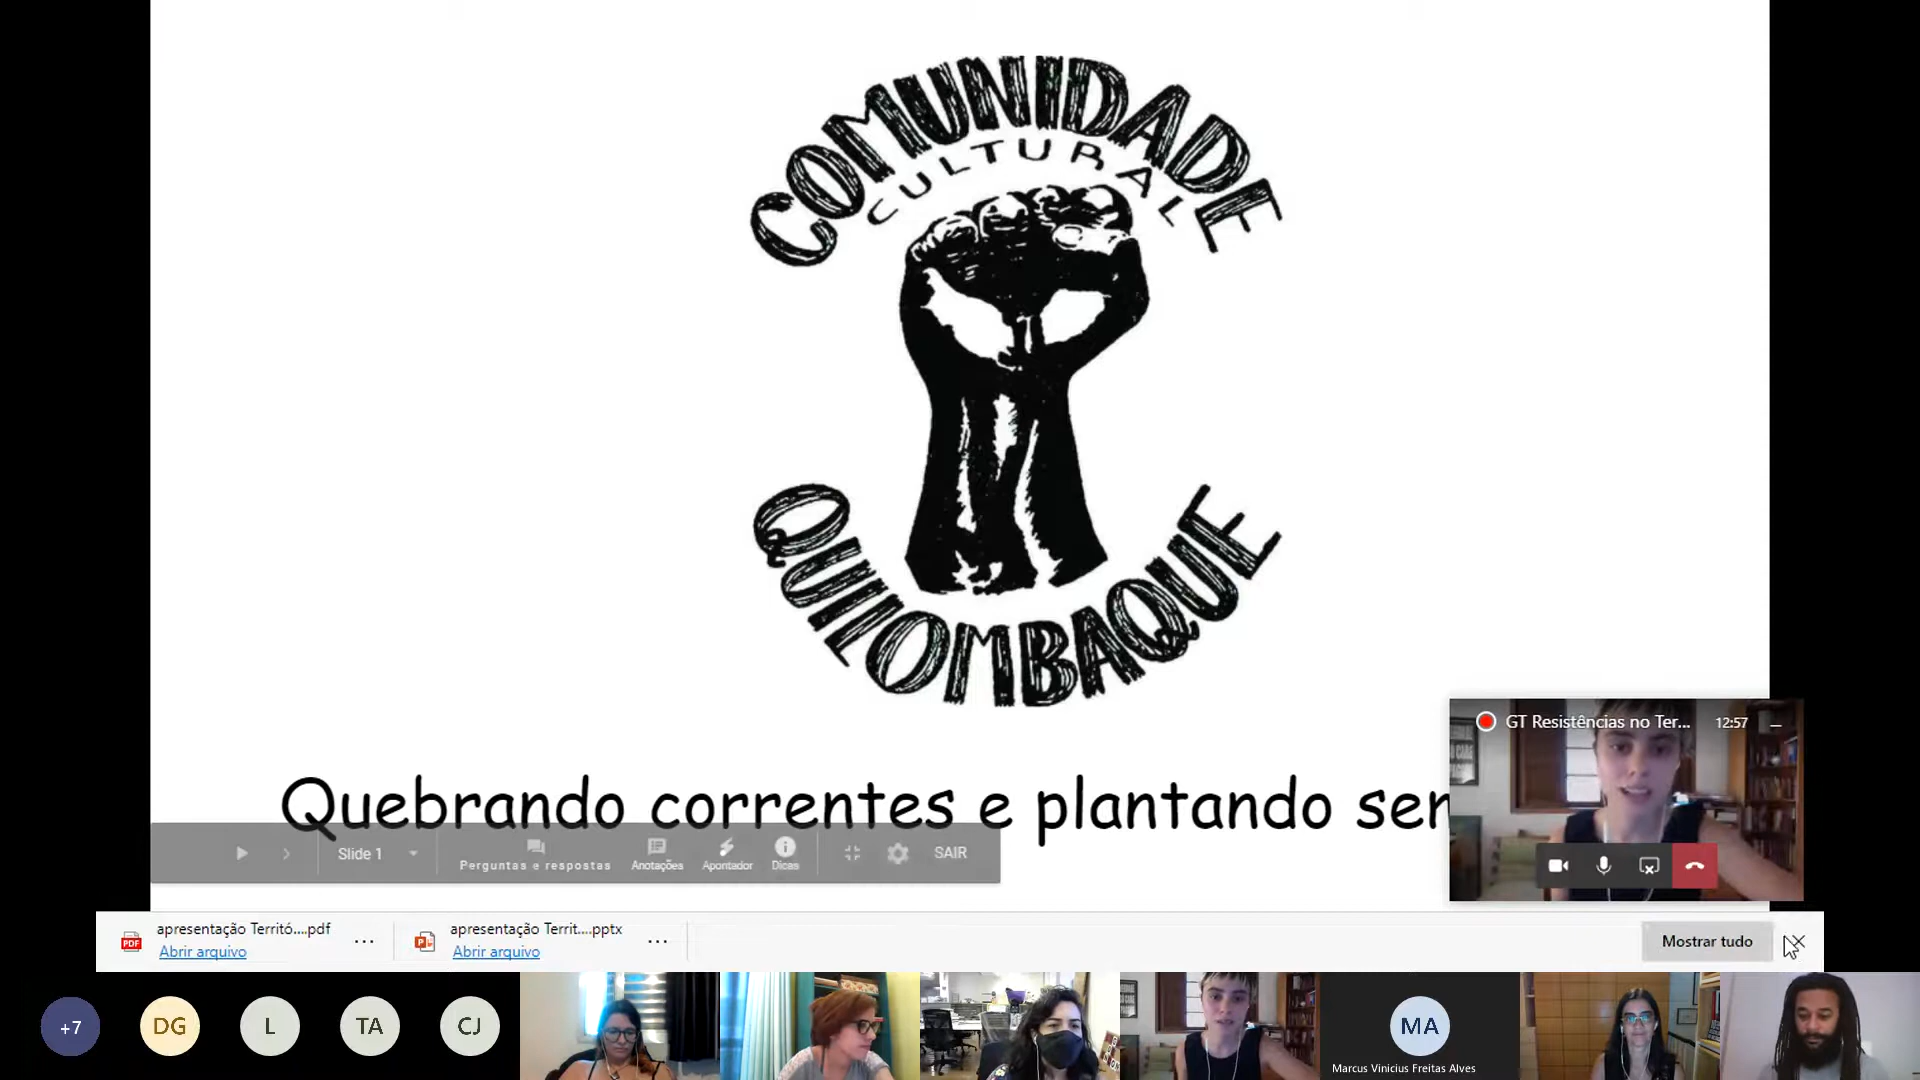 COMUNIDADE
CULTURAL
QUILOMBAQUE
GT Resistências no Ter... 12:57
Quebrando correntes e plantando
Slide 1
Perguntas e respostas
Anotações
Apontador
Dicas
SAIR
apresentação Territó....pdf
Abrir arquivo
apresentação Territ....pptx
Abrir arquivo
Mostrar tudo
PDF
+7
DG
L
TA
CJ
MA
Marcus Vinicius Freitas Alves